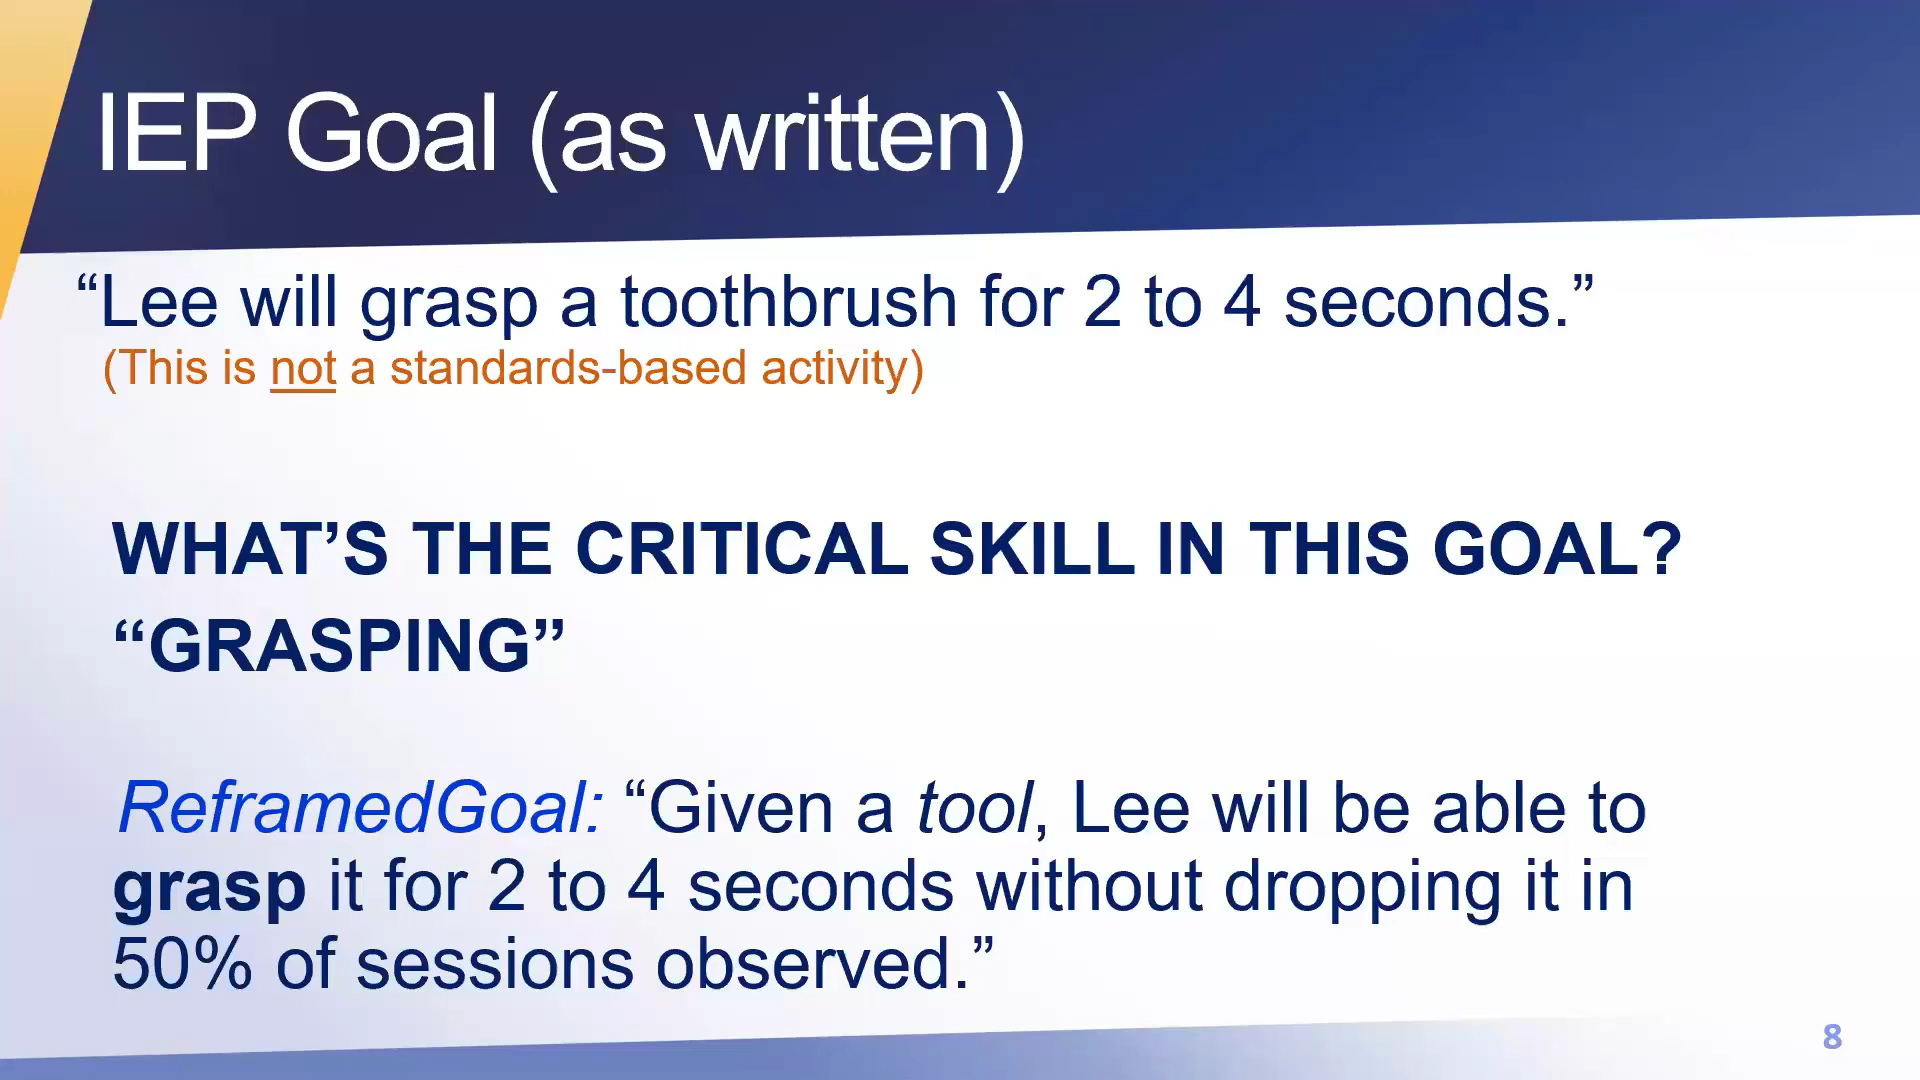 IEP Goal (as written)
“Lee will grasp a toothbrush for 2 to 4 seconds.”
(This is not a standards-based activity)
WHAT’S THE CRITICAL SKILL IN THIS GOAL?
“GRASPING”
ReframedGoal: “Given a tool, Lee will be able to
grasp it for 2 to 4 seconds without dropping it in
50% of sessions observed.”
8